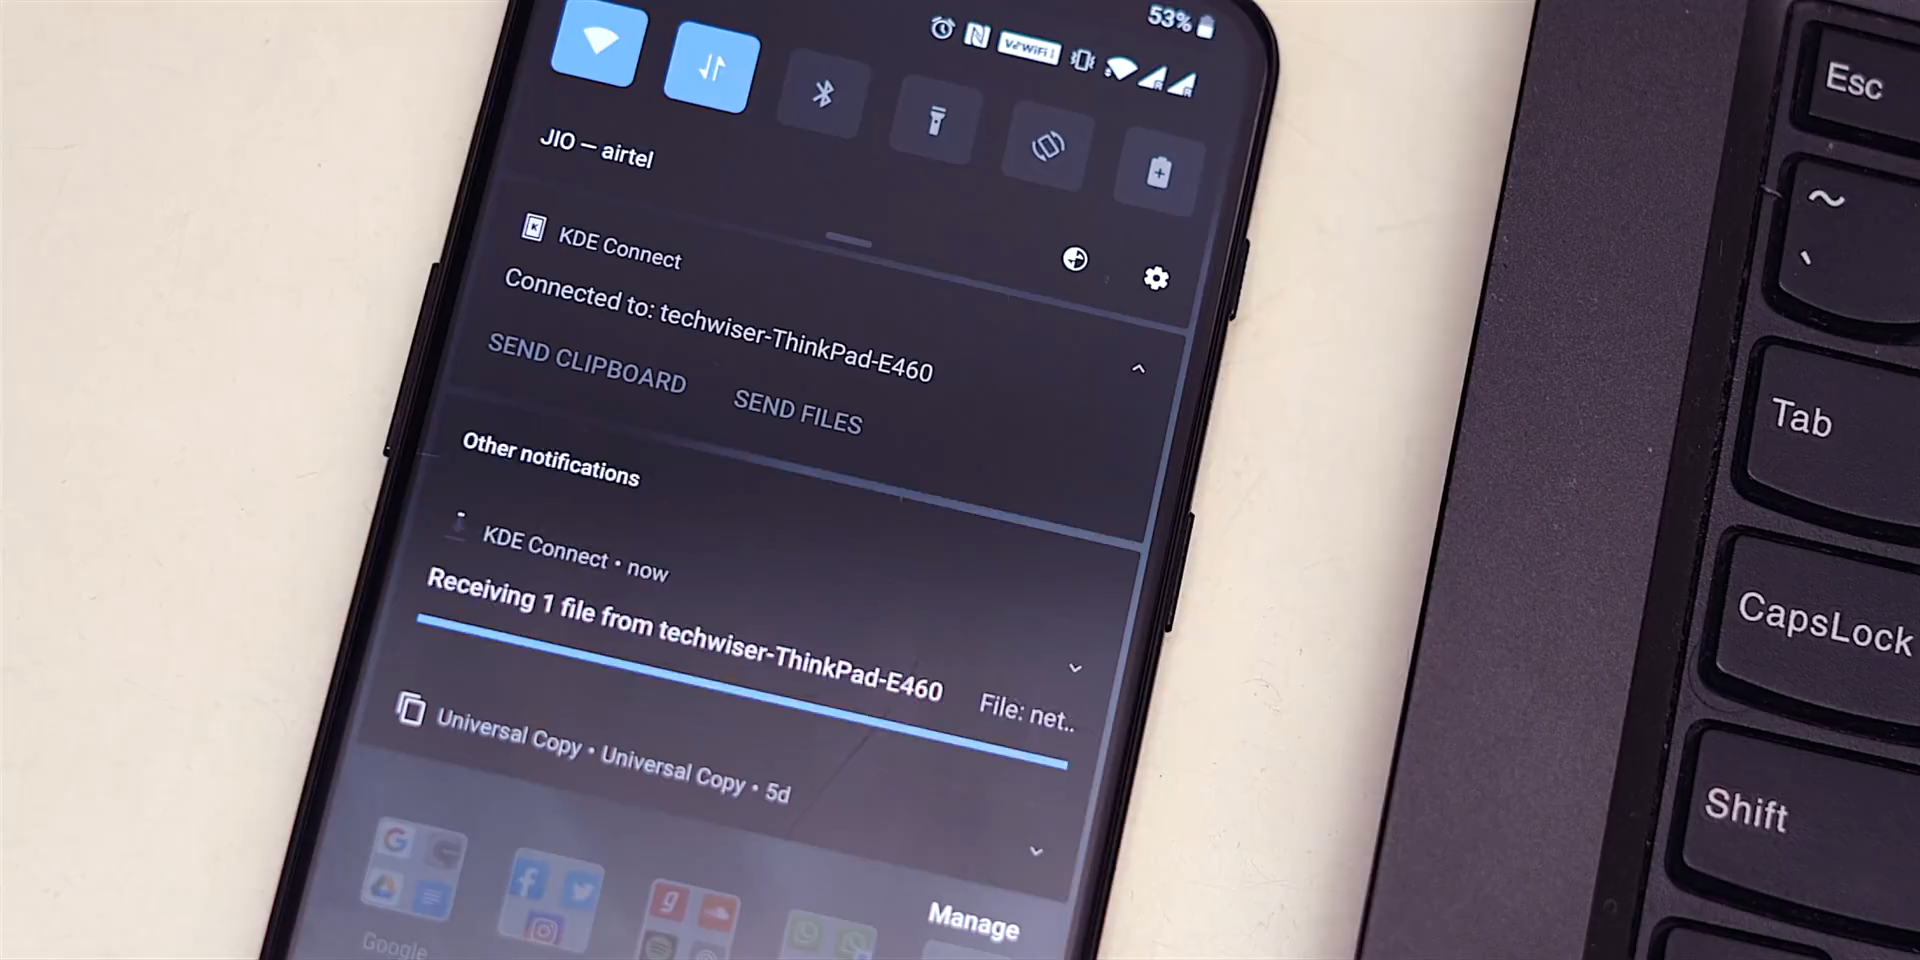 53%
JIO — airtel
KDE Connect
Connected to: techwiser-ThinkPad-E460
SEND CLIPBOARD SEND FILES
Other notifications
KDE Connect • now
Receiving 1 file from techwiser-ThinkPad-E460 File: net..
Universal Copy • Universal Copy • 5d
Manage
Google
Esc
~
`
Tab
CapsLock
Shift